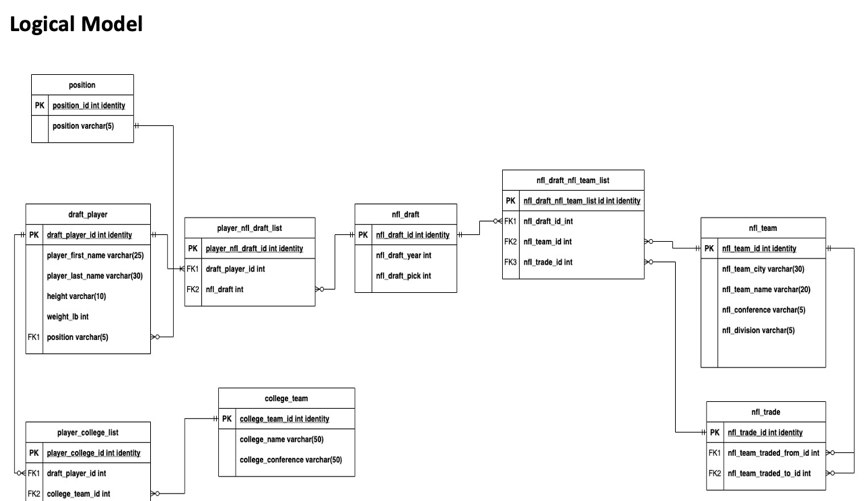 Logical Model
position
PK position_id int identity
position varchar(5)
draft_player
PK draft_player_id int identity
player_first_name varchar(25)
player_last_name varchar(30)
height varchar(10)
weight_lb int
FK1 position varchar(5)
player_nfl_draft_list
PK player_nfl_draft_id int identity
FK1 draft_player_id int
FK2 nfl_draft int
nfl_draft
PK nfl_draft_id int identity
nfl_draft_year int
nfl_draft_pick int
nfl_draft_nfl_team_list
PK nfl_draft_nfl_team_list id int identity
FK1 nfl_draft_id_int
FK2 nfl_team_id int
FK3 nfl_trade_id int
nfl_team
PK nfl_team_id int identity
nfl_team_city varchar(30)
nfl_team_name varchar(20)
nfl_conference varchar(5)
nfl_division varchar(5)
college_team
PK college_team_id int identity
college_name varchar(50)
college_conference varchar(50)
player_college_list
PK player_college_id int identity
FK1 draft_player_id int
FK2 college_team_id int
nfl_trade
PK nfl_trade_id int identity
FK1 nfl_team_traded_from_id int
FK2 nfl_team_traded_to_id int